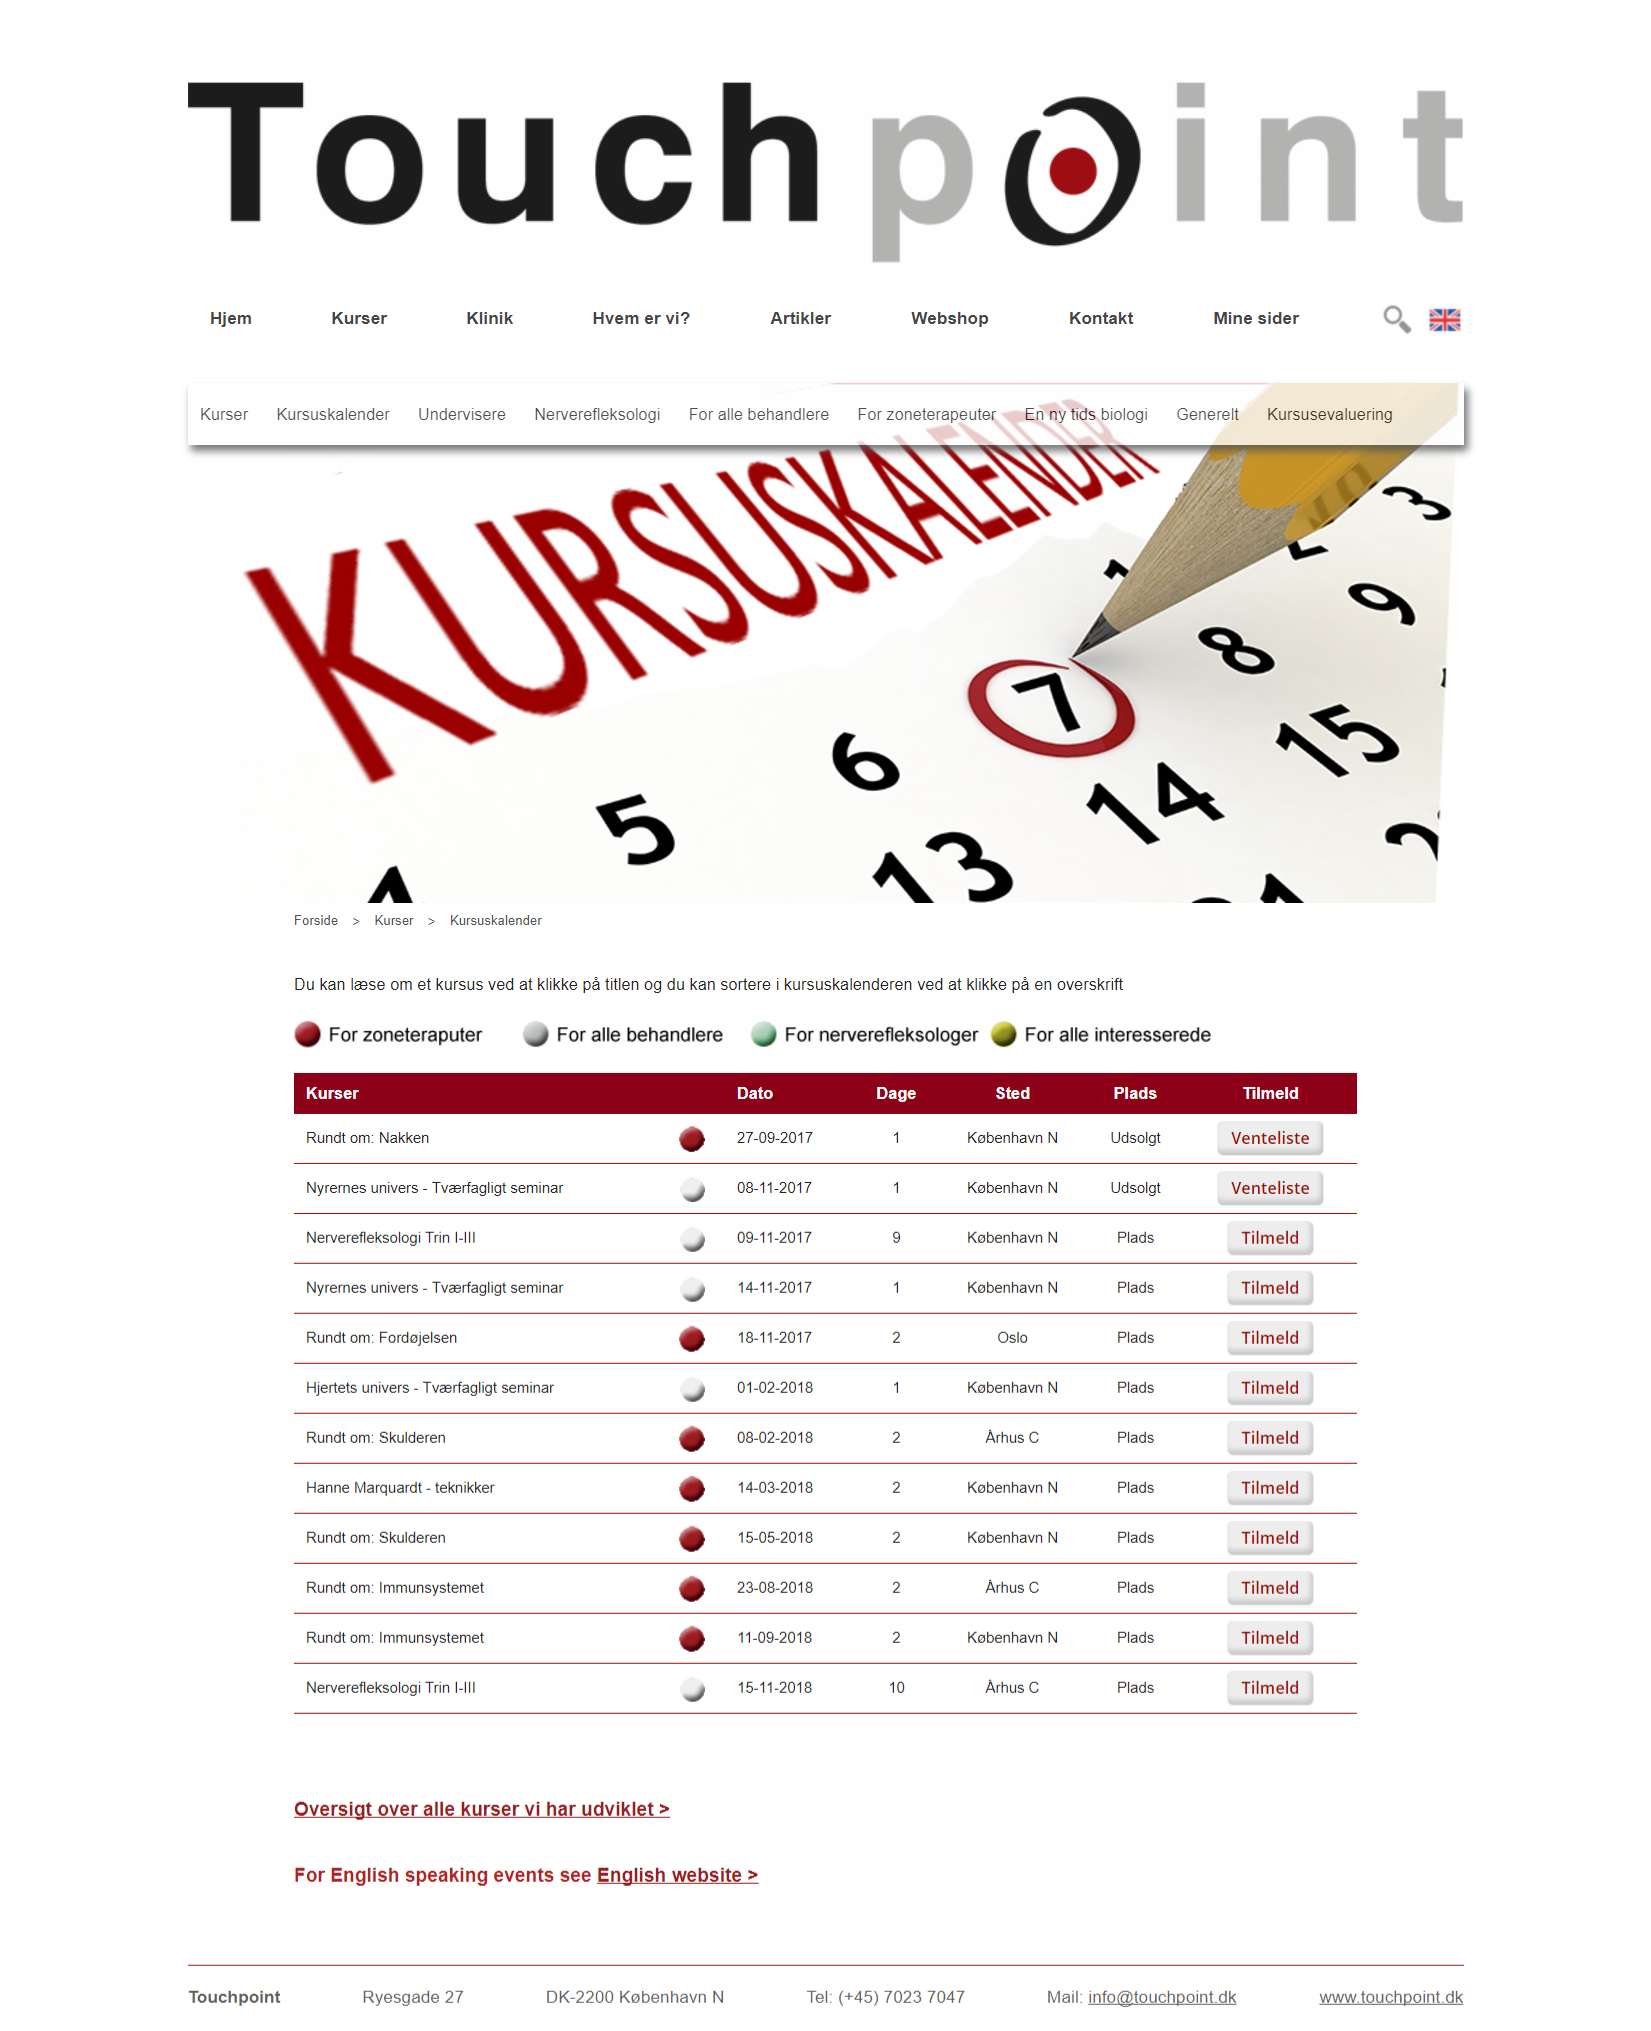 Touchpoint
Hjem Kurser Klinik Hvem er vi? Artikler Webshop Kontakt Mine sider
Kurser Kursuskalender Undervisere Nerverefleksologi For alle behandlere For zoneterapeuter En ny tids biologi Generelt Kursusevaluering
KURSUSKALENDER
3
10
1 2
9
8
7
15
6
14
5
13
4
Forside > Kurser > Kursuskalender
Du kan læse om et kursus ved at klikke på titlen og du kan sortere i kursuskalenderen ved at klikke på en overskrift
For zoneteraputer For alle behandlere For nerverefleksologer For alle interesserede
Kurser Dato Dage Sted Plads Tilmeld
Rundt om: Nakken 27-09-2017 1 København N Udsolgt Venteliste
Nyrernes univers - Tværfagligt seminar 08-11-2017 1 København N Udsolgt Venteliste
Nerverefleksologi Trin I-III 09-11-2017 9 København N Plads Tilmeld
Nyrernes univers - Tværfagligt seminar 14-11-2017 1 København N Plads Tilmeld
Rundt om: Fordøjelsen 18-11-2017 2 Oslo Plads Tilmeld
Hjertets univers - Tværfagligt seminar 01-02-2018 1 København N Plads Tilmeld
Rundt om: Skulderen 08-02-2018 2 Århus C Plads Tilmeld
Hanne Marquardt - teknikker 14-03-2018 2 København N Plads Tilmeld
Rundt om: Skulderen 15-05-2018 2 København N Plads Tilmeld
Rundt om: Immunsystemet 23-08-2018 2 Århus C Plads Tilmeld
Rundt om: Immunsystemet 11-09-2018 2 København N Plads Tilmeld
Nerverefleksologi Trin I-III 15-11-2018 10 Århus C Plads Tilmeld
Oversigt over alle kurser vi har udviklet >
For English speaking events see English website >
Touchpoint Ryesgade 27 DK-2200 København N Tel: (+45) 7023 7047 Mail: info@touchpoint.dk www.touchpoint.dk